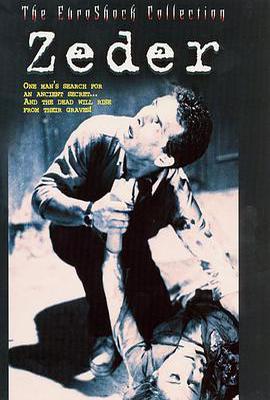 The EuroShock Collection
Zeder
One man's search for
an ancient secret...
And the dead will rise
from their graves!